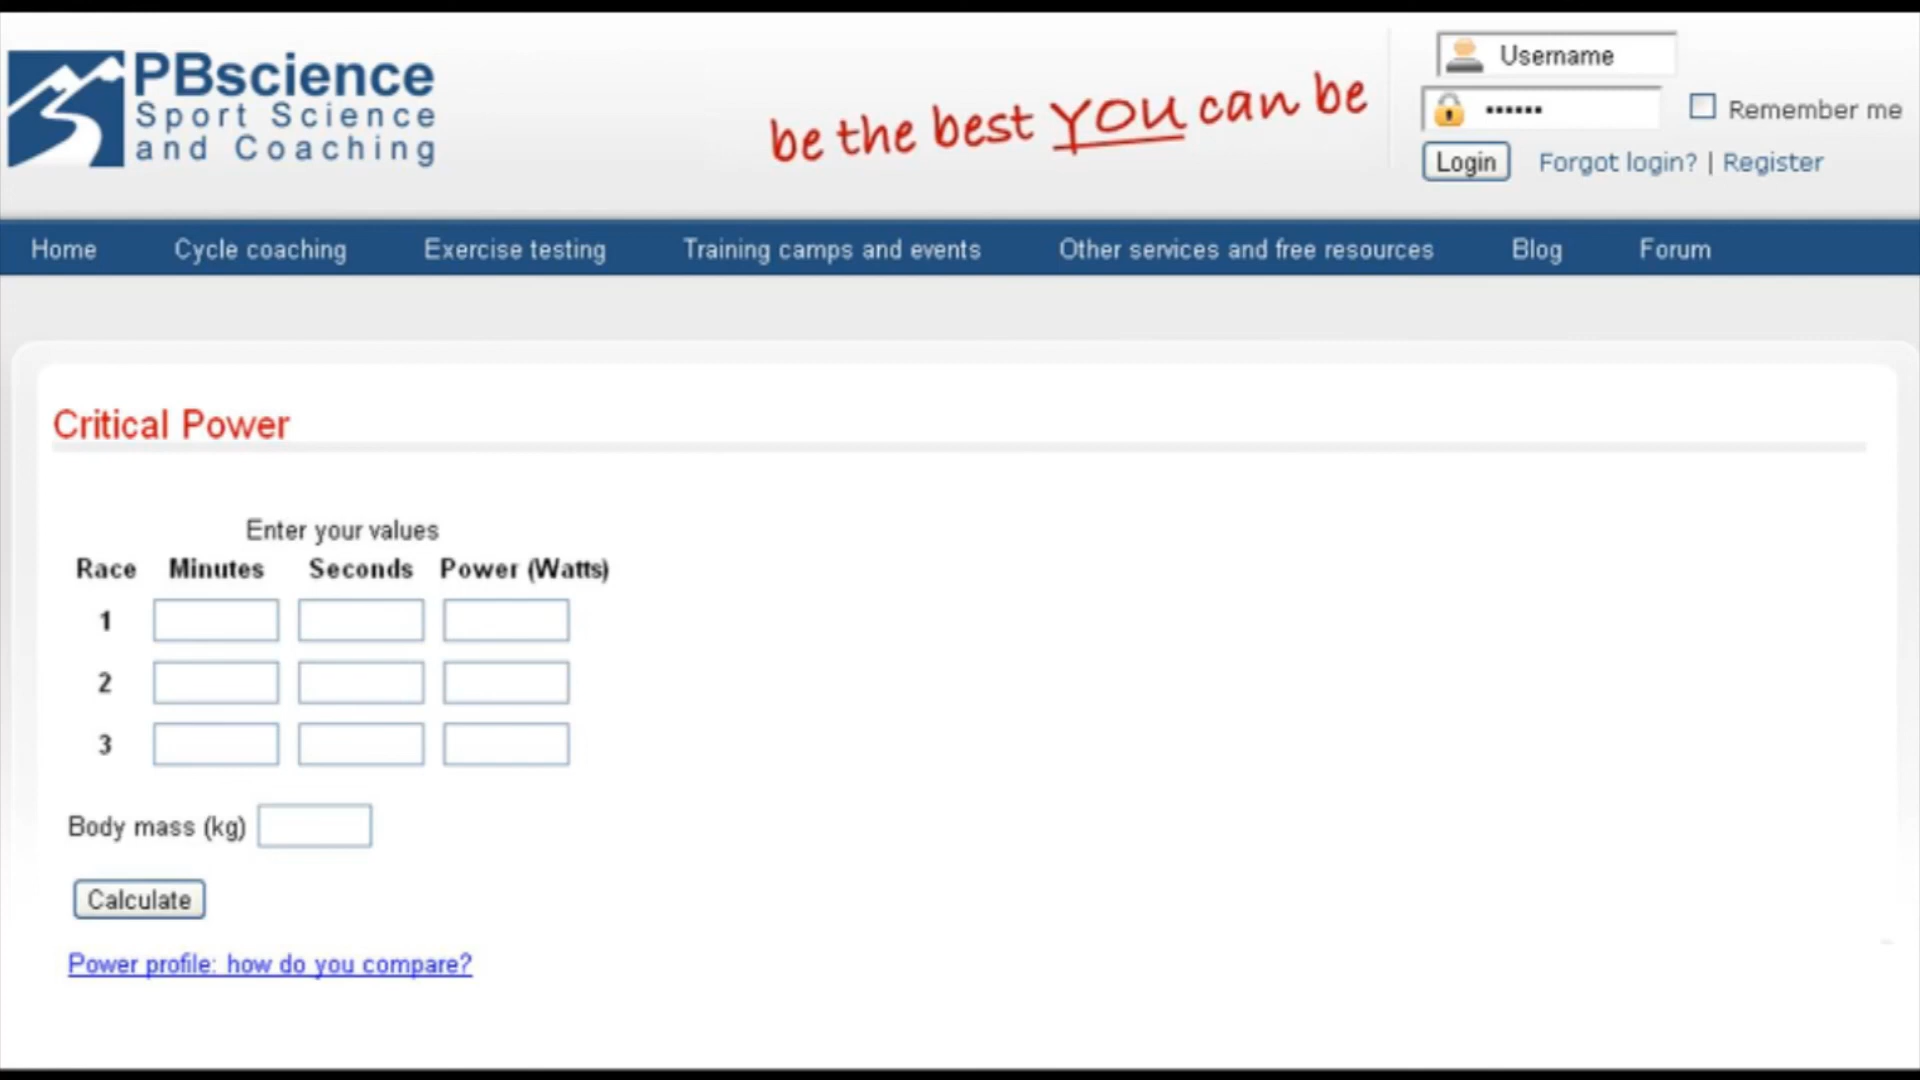 PBscience
Sport Science
and Coaching
be the best YOU can be
Username
••••••
Remember me
Login Forgot login? | Register
Home Cycle coaching Exercise testing Training camps and events Other services and free resources Blog Forum
Critical Power
Enter your values
Race Minutes Seconds Power (Watts)
1
2
3
Body mass (kg)
Calculate
Power profile: how do you compare?